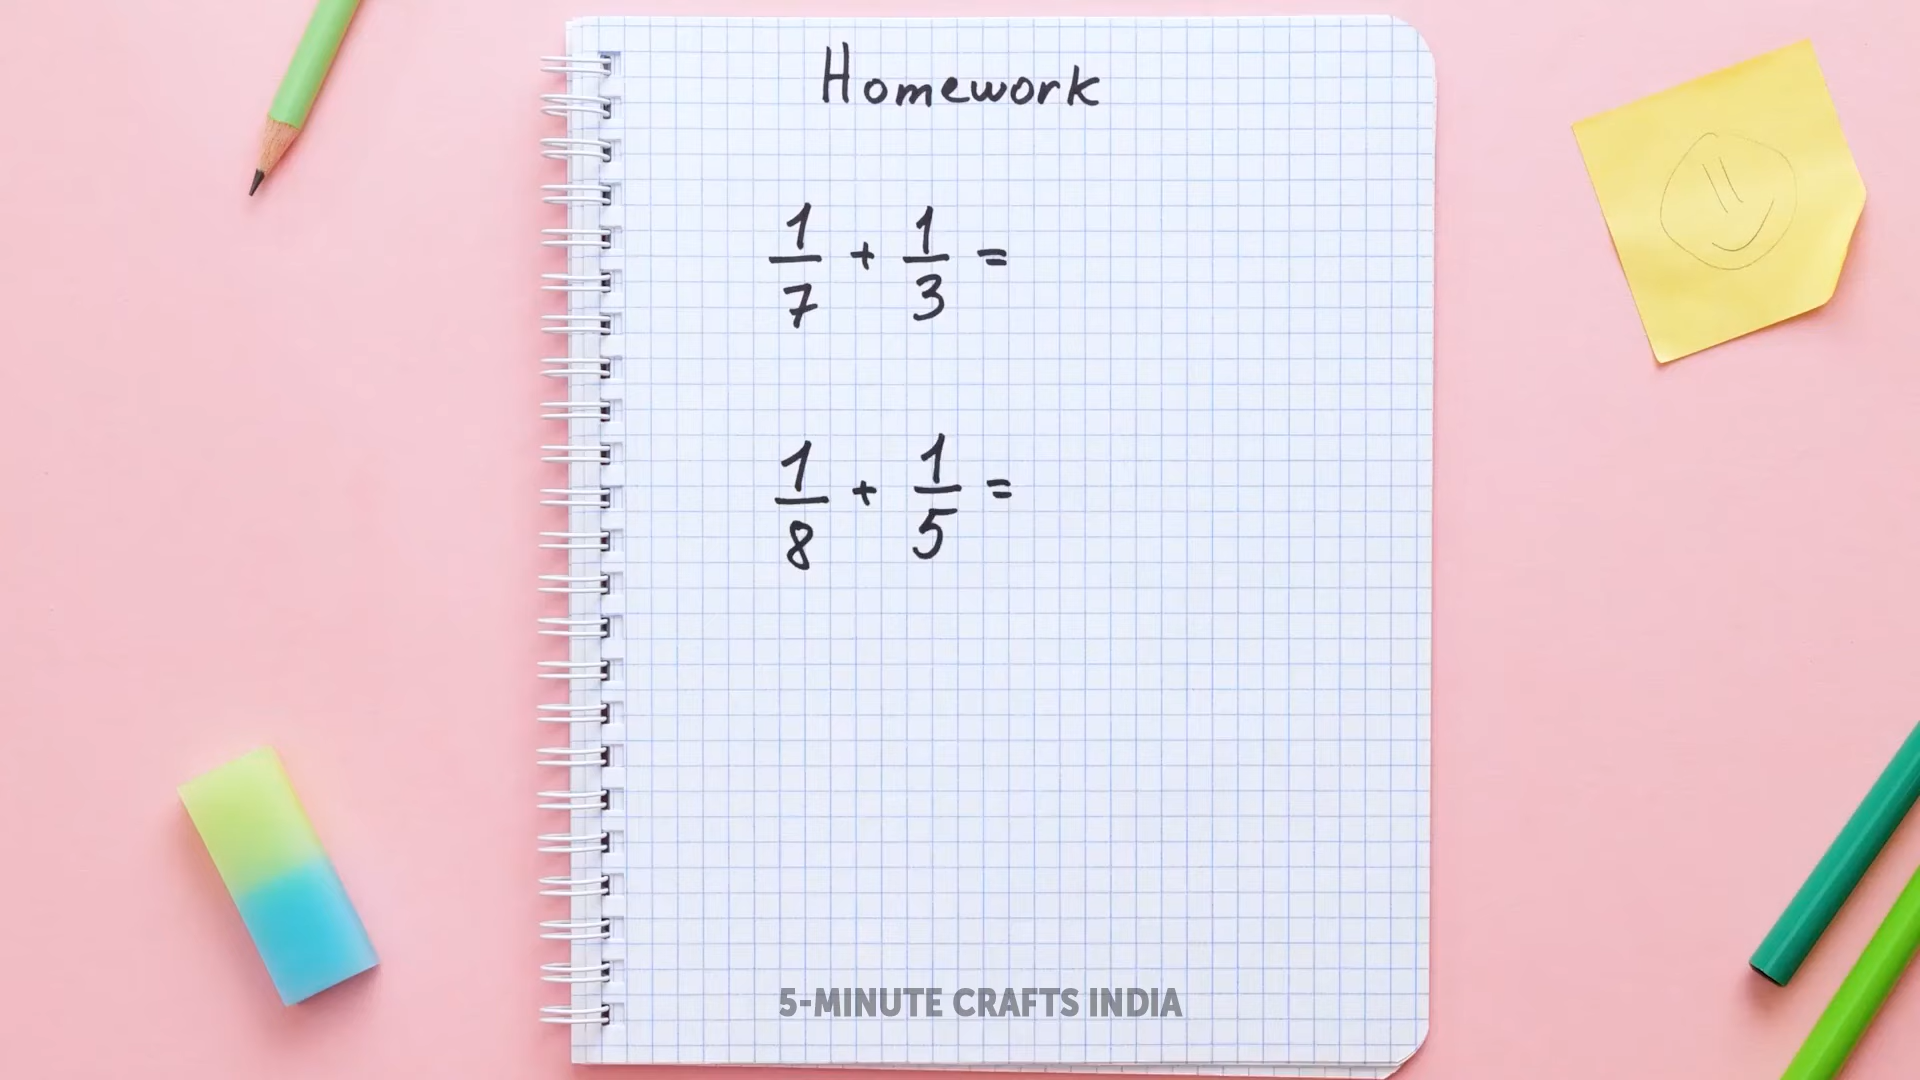 Homework
1/7 + 1/3 =
1/8 + 1/5 =
5-MINUTE CRAFTS INDIA